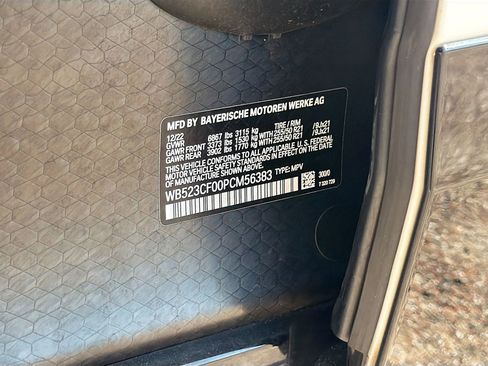 MFD BY BAYERISCHE MOTOREN WERKE AG
12/22 TIRE / RIM
GVWR 6867 lbs 3115 kg
GAWR FRONT 3373 lbs 1530 kg WITH 255/50 R21 /9Jx21
GAWR REAR 3902 lbs 1770 kg WITH 255/50 R21 /9Jx21
THIS VEHICLE CONFORMS TO ALL APPLICABLE U.S. FEDERAL
MOTOR VEHICLE SAFETY STANDARDS IN EFFECT ON THE
DATE OF MANUFACTURE SHOWN ABOVE.
WB523CF00PCM56383 TYPE: MPV
300/0